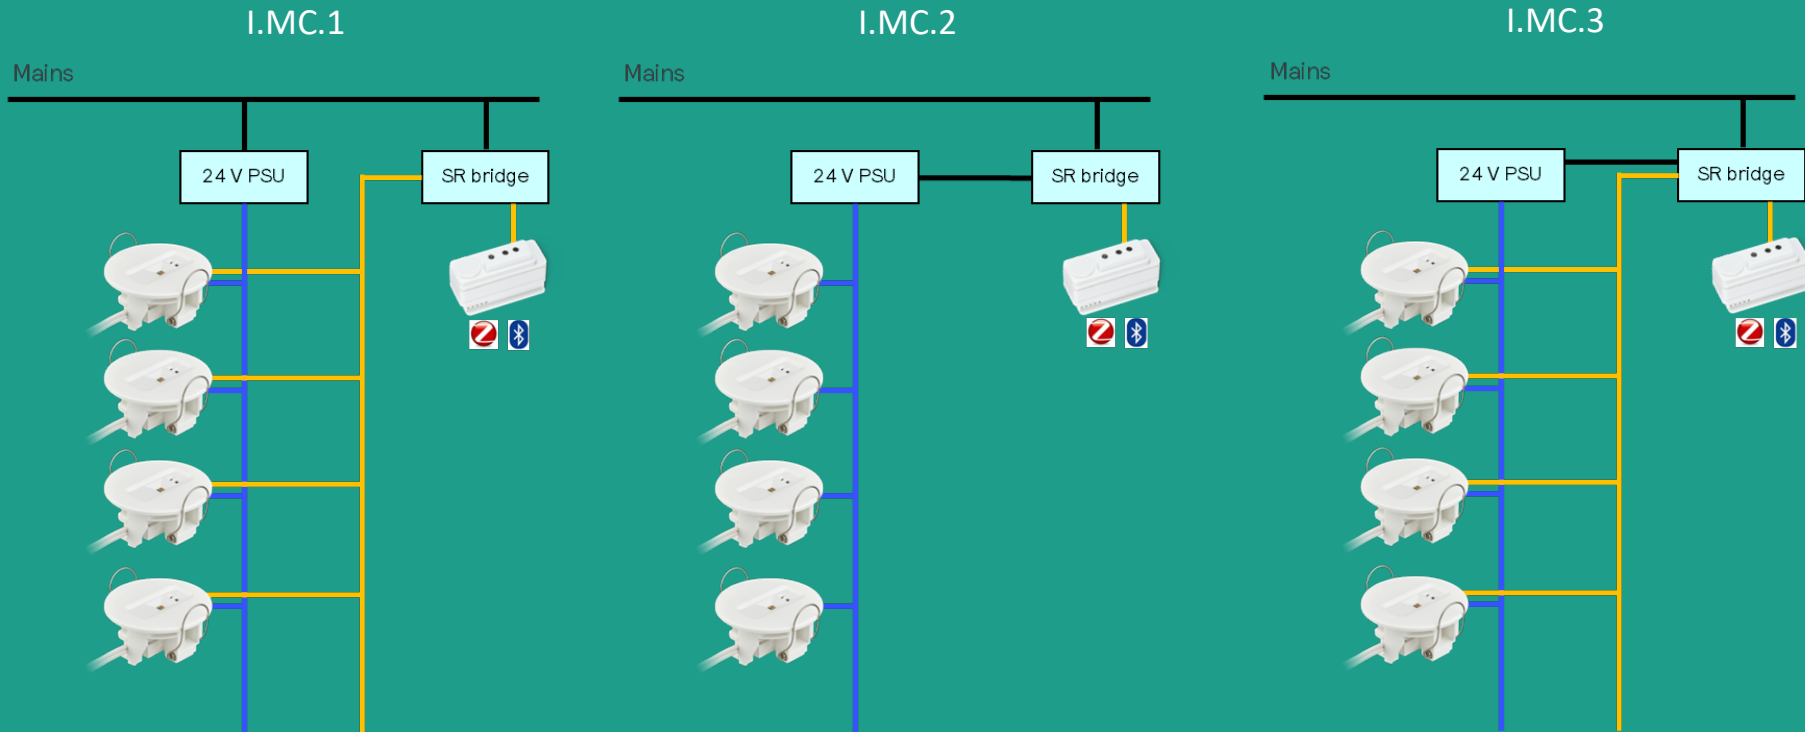 I.MC.1
Mains
24 V PSU
SR bridge
I.MC.2
Mains
24 V PSU
SR bridge
I.MC.3
Mains
24 V PSU
SR bridge